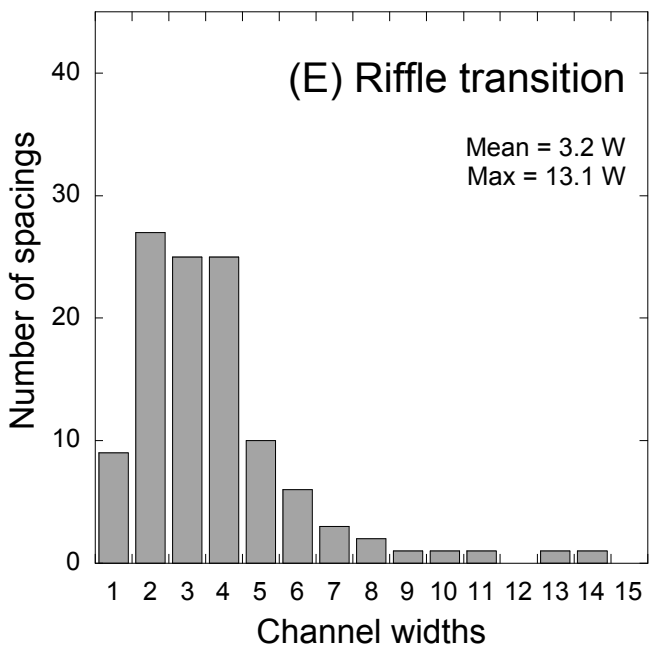 (E) Riffle transition
Mean = 3.2 W
Max = 13.1 W
Number of spacings
40
30
20
10
0
1 2 3 4 5 6 7 8 9 10 11 12 13 14 15
Channel widths